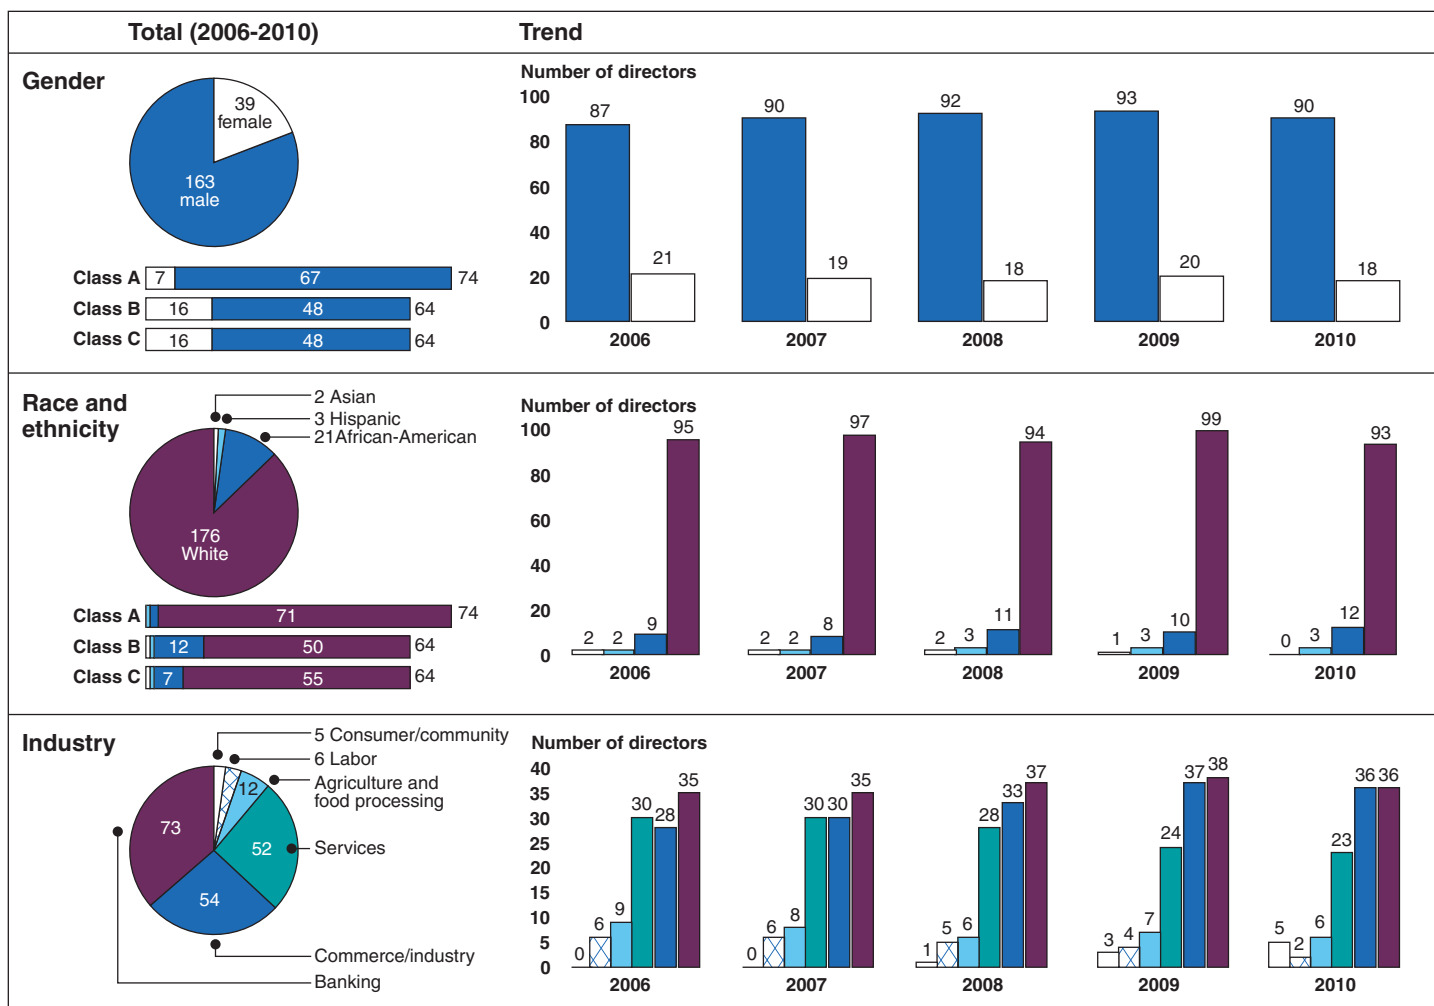 Total (2006-2010)
Trend
Gender
39
female
163
male
Class A 7 67 74
Class B 16 48 64
Class C 16 48 64
Number of directors
100
80
60
40
20
0
87 21
90 19
92 18
93 20
90 18
2006 2007 2008 2009 2010
Race and
ethnicity
2 Asian
3 Hispanic
21African-American
176
White
Class A 71 74
Class B 12 50 64
Class C 7 55 64
Number of directors
100
80
60
40
20
0
2 2 9 95
2 2 8 97
2 3 11 94
1 3 10 99
0 3 12 93
2006 2007 2008 2009 2010
Industry
5 Consumer/community
6 Labor
Agriculture and
food processing
12
73
52
Services
54
Commerce/industry
Banking
Number of directors
40
35
30
25
20
15
10
5
0
0 6 9 30 28 35
0 6 8 30 30 35
1 5 6 28 33 37
3 4 7 24 37 38
5 2 6 23 36 36
2006 2007 2008 2009 2010